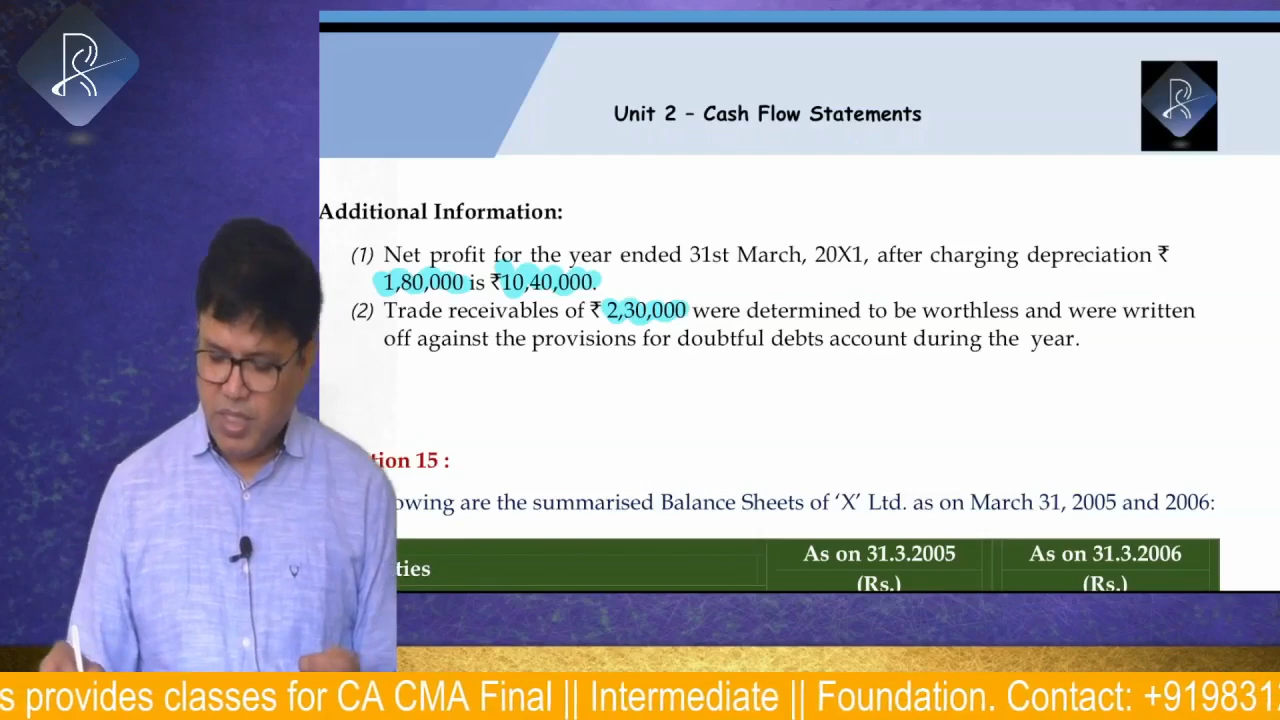 Unit 2 – Cash Flow Statements
Additional Information:
(1) Net profit for the year ended 31st March, 20X1, after charging depreciation ₹
1,80,000 is ₹10,40,000.
(2) Trade receivables of ₹ 2,30,000 were determined to be worthless and were written
off against the provisions for doubtful debts account during the year.
tion 15 :
owing are the summarised Balance Sheets of ‘X’ Ltd. as on March 31, 2005 and 2006:
ties
As on 31.3.2005
(Rs.)
As on 31.3.2006
(Rs.)
s provides classes for CA CMA Final || Intermediate || Foundation. Contact: +919831